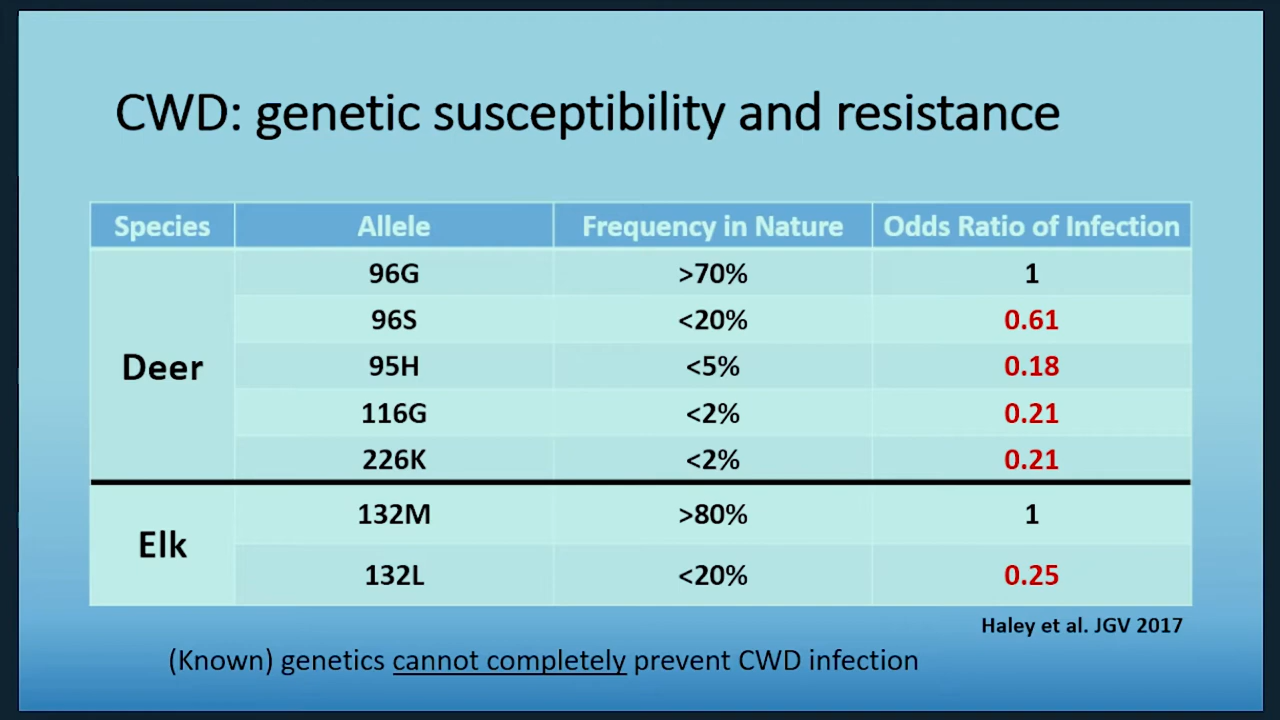 CWD: genetic susceptibility and resistance
Species Allele Frequency in Nature Odds Ratio of Infection
Deer
96G >70% 1
96S <20% 0.61
95H <5% 0.18
116G <2% 0.21
226K <2% 0.21
Elk
132M >80% 1
132L <20% 0.25
Haley et al. JGV 2017
(Known) genetics cannot completely prevent CWD infection